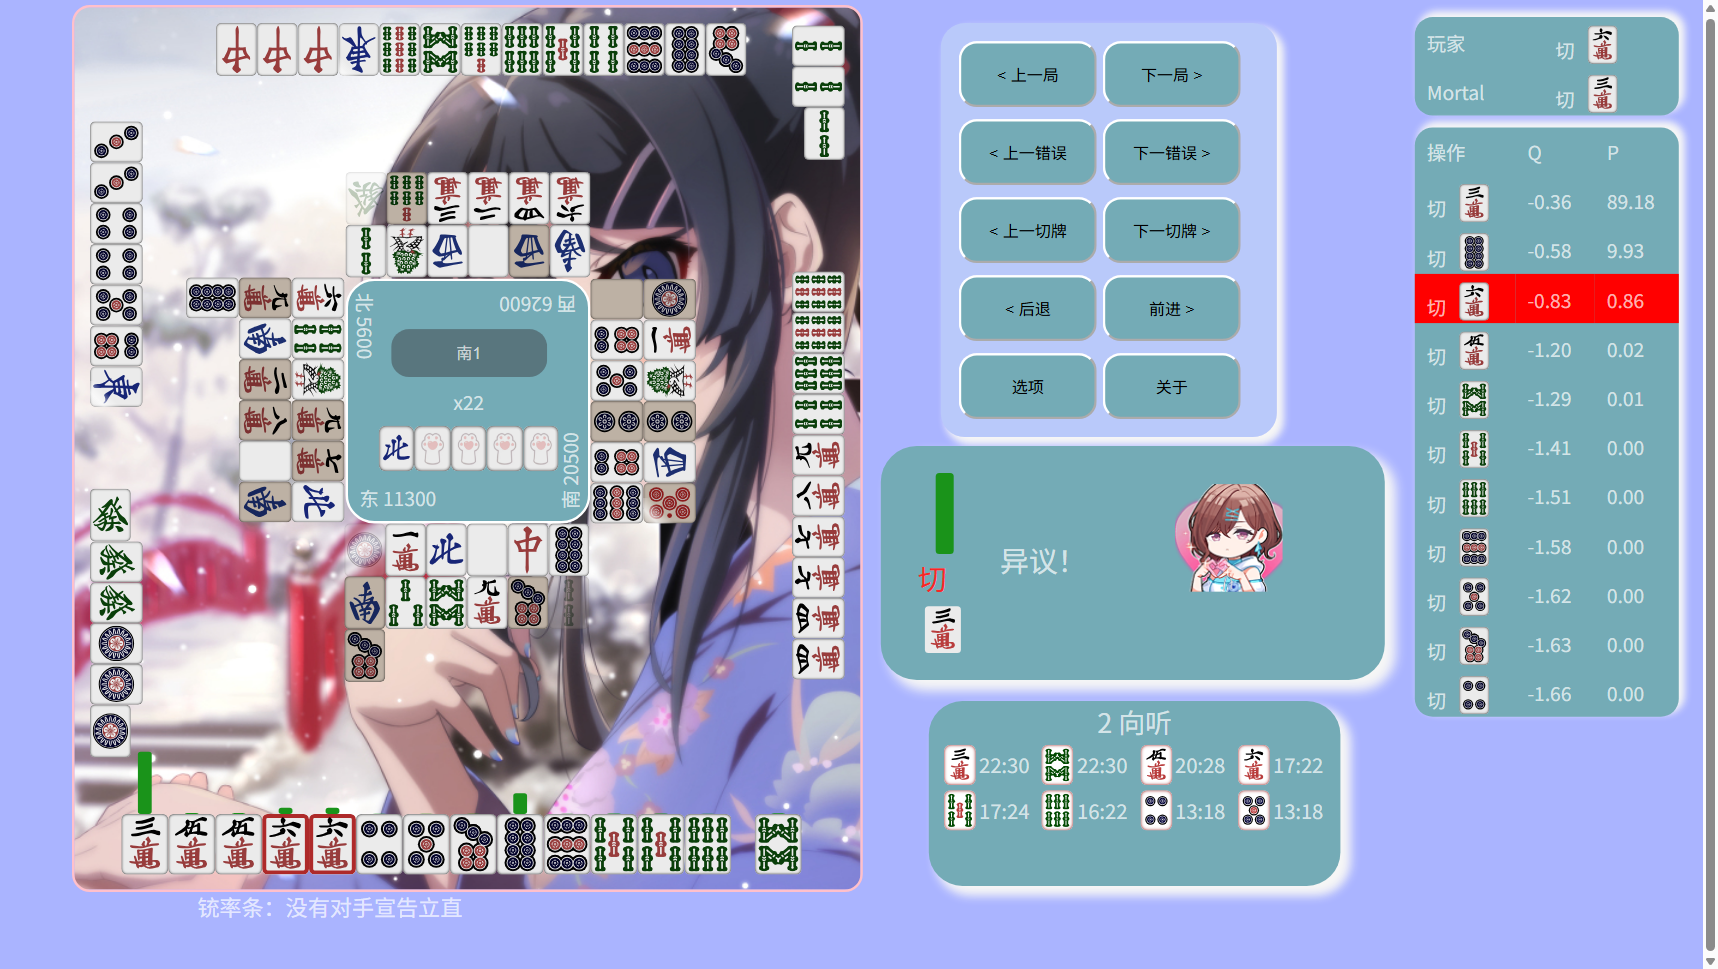 < 上一局
下一局 >
< 上一错误
下一错误 >
< 上一切牌
下一切牌 >
< 后退
前进 >
选项
关于
玩家 切
Mortal 切
操作 Q P
切 -0.36 89.18
切 -0.58 9.93
切 -0.83 0.86
切 -1.20 0.02
切 -1.29 0.01
切 -1.41 0.00
切 -1.51 0.00
切 -1.58 0.00
切 -1.62 0.00
切 -1.63 0.00
切 -1.66 0.00
西 62600
北 5600
南1
x22
南 20500
东 11300
切
异议！
2 向听
22:30 22:30 20:28 17:22
17:24 16:22 13:18 13:18
铳率条：没有对手宣告立直